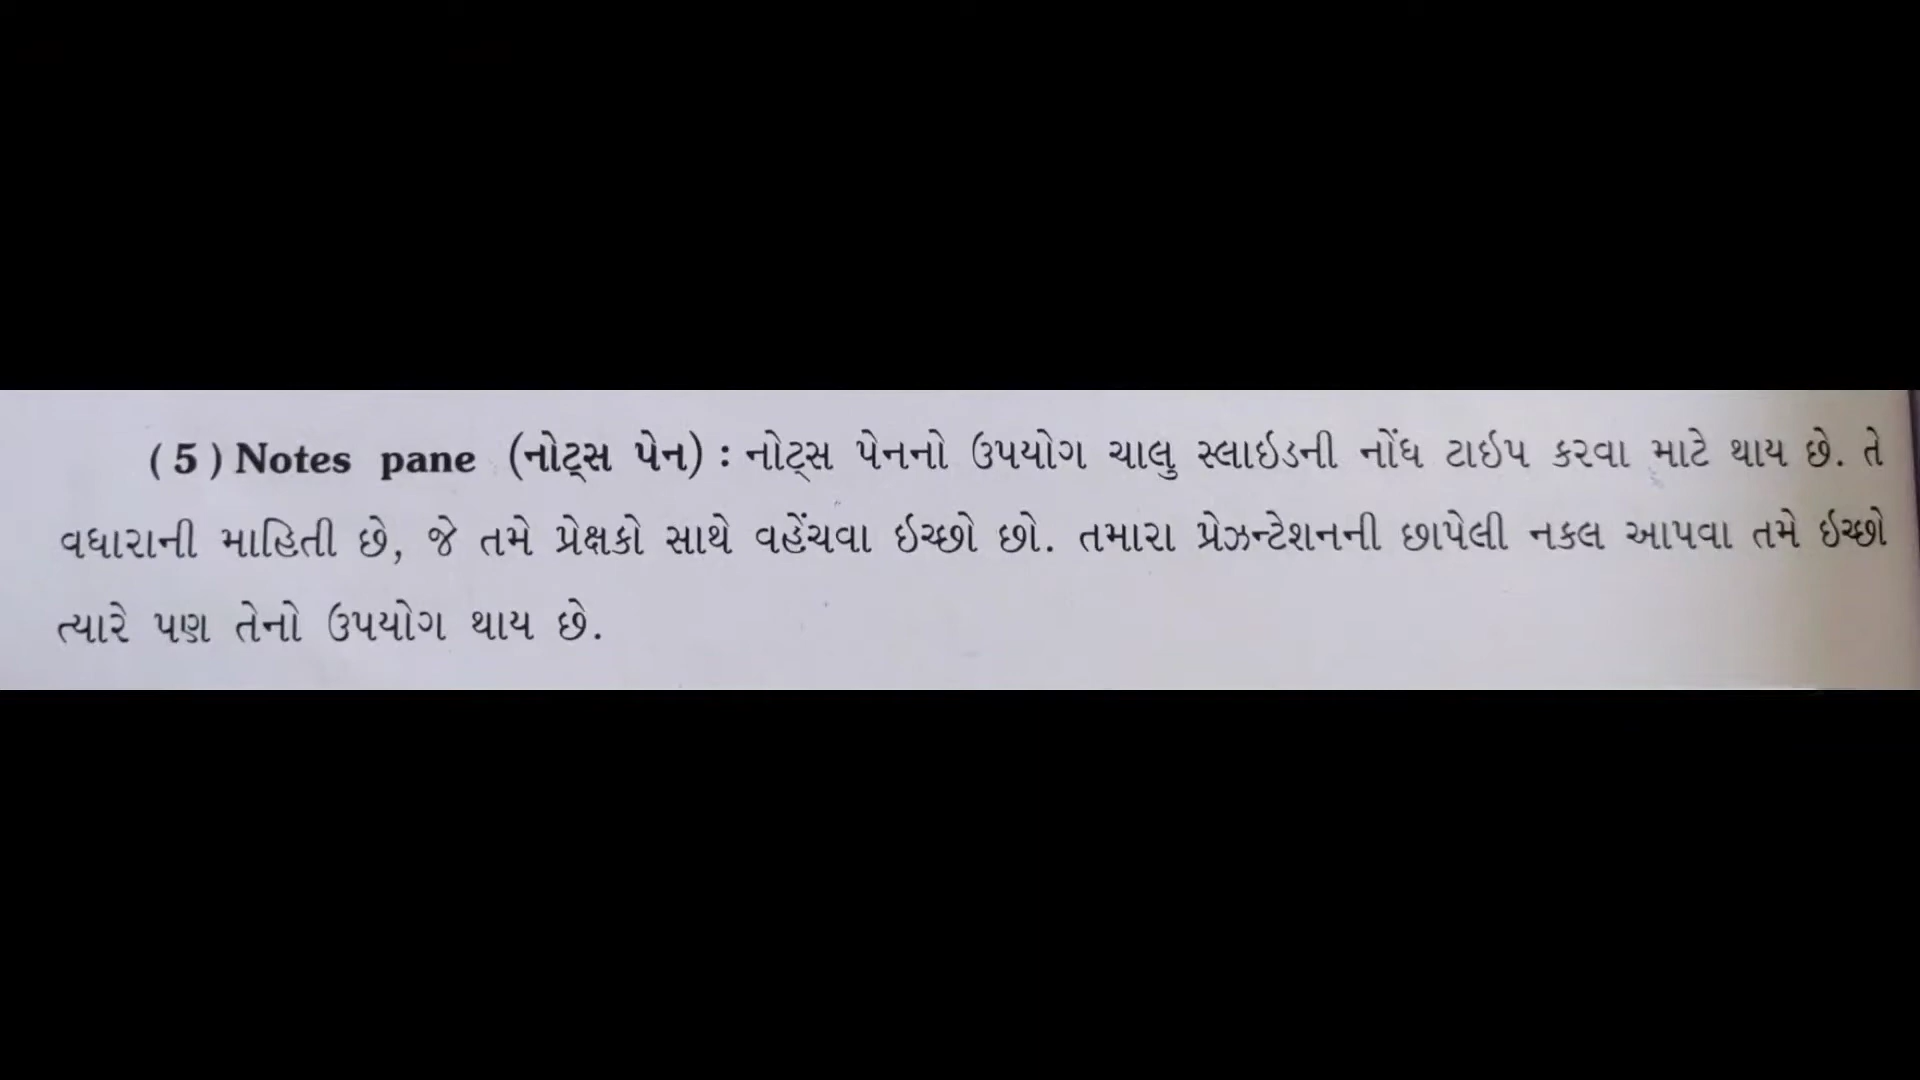 (5) Notes pane (નોટ્સ પેન) : નોટ્સ પેનનો ઉપયોગ ચાલુ સ્લાઇડની નોંધ ટાઇપ કરવા માટે થાય છે. તે
વધારાની માહિતી છે, જે તમે પ્રેક્ષકો સાથે વહેંચવા ઈચ્છો છો. તમારા પ્રેઝન્ટેશનની છાપેલી નકલ આપવા તમે ઈચ્છો
ત્યારે પણ તેનો ઉપયોગ થાય છે.